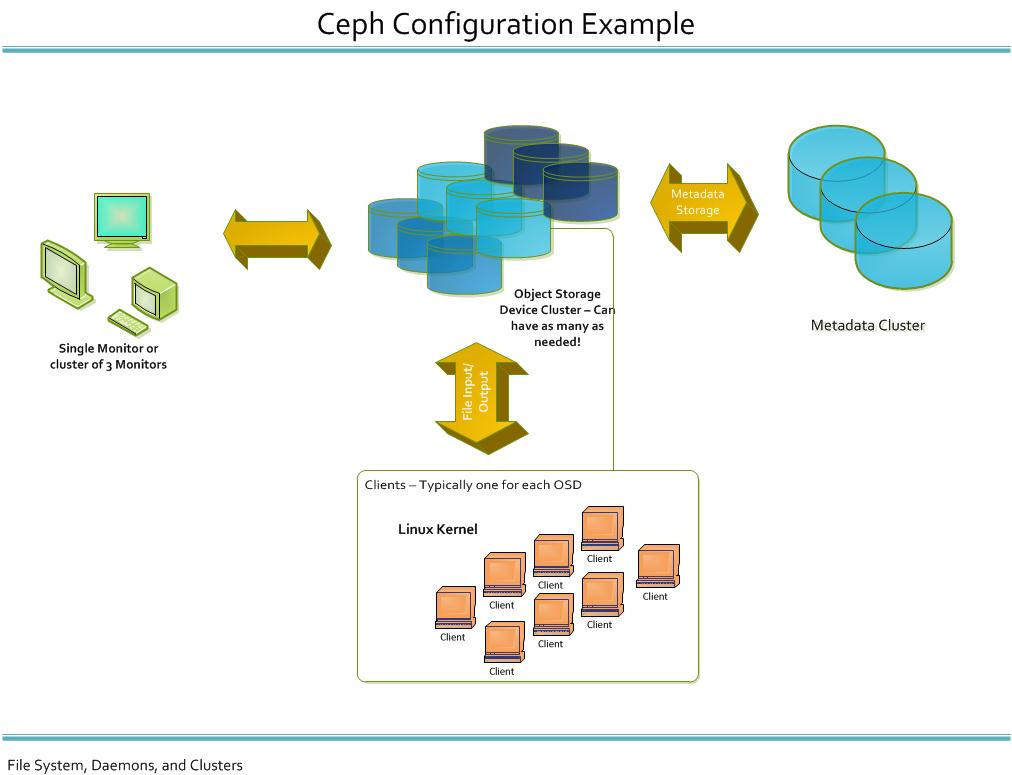 Ceph Configuration Example
Metadata
Storage
Object Storage
Device Cluster – Can
have as many as
needed!
Metadata Cluster
Single Monitor or
cluster of 3 Monitors
File Input/
Output
Clients – Typically one for each OSD
Linux Kernel
Client
Client
Client
Client
Client
Client
Client
Client
File System, Daemons, and Clusters